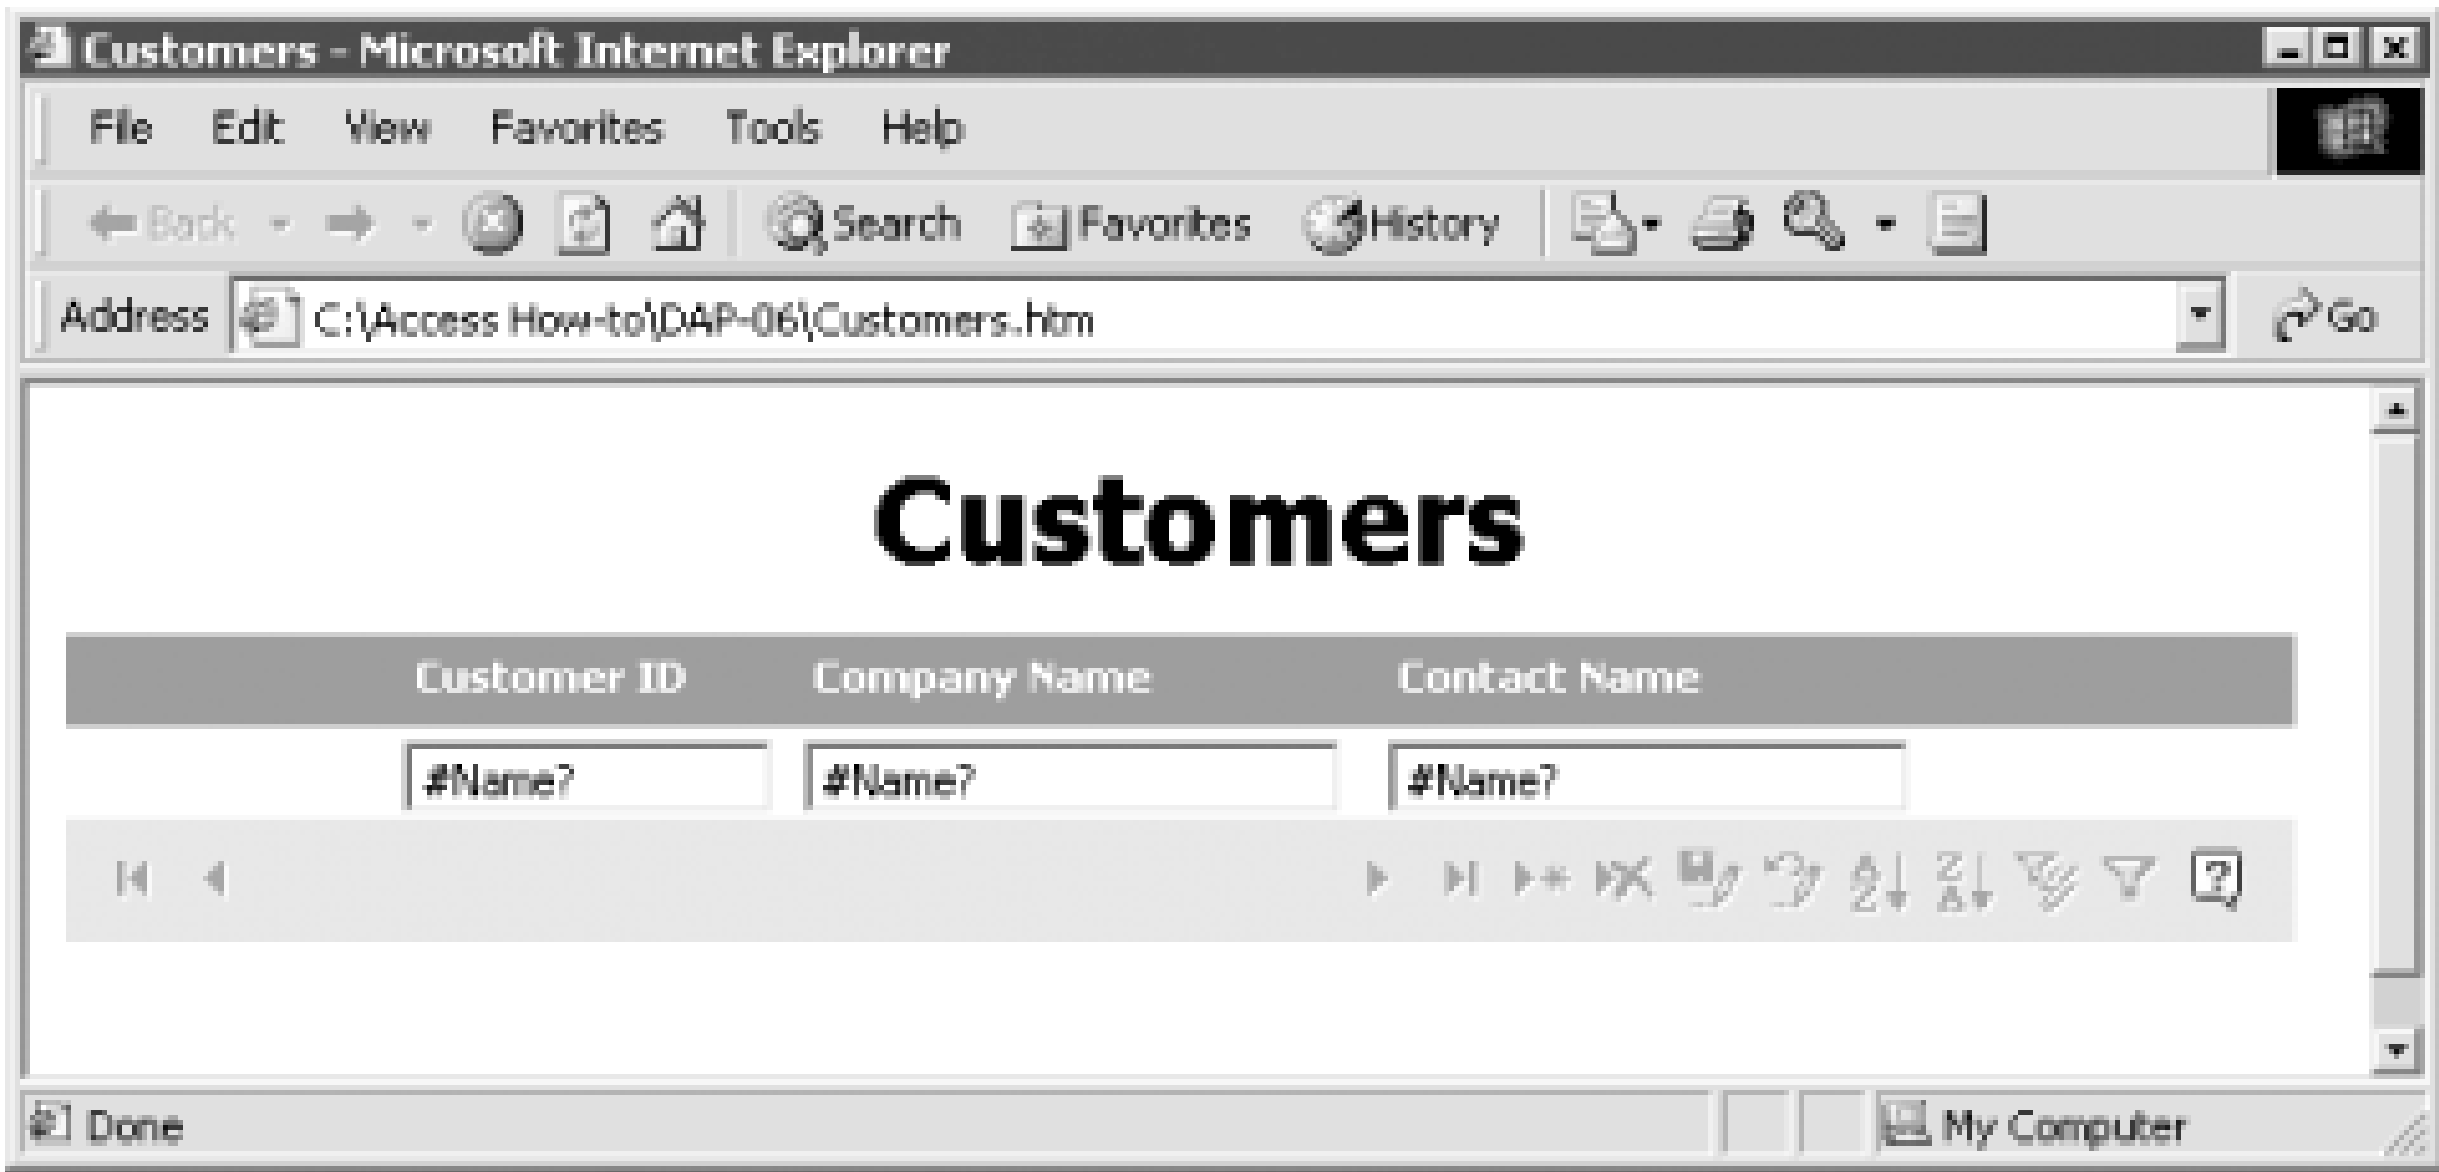 Customers - Microsoft Internet Explorer
File Edit View Favorites Tools Help
Back Search Favorites History
Address C:\Access How-to\DAP-06\Customers.htm Go
Customers
Customer ID Company Name Contact Name
#Name? #Name? #Name?
Done My Computer